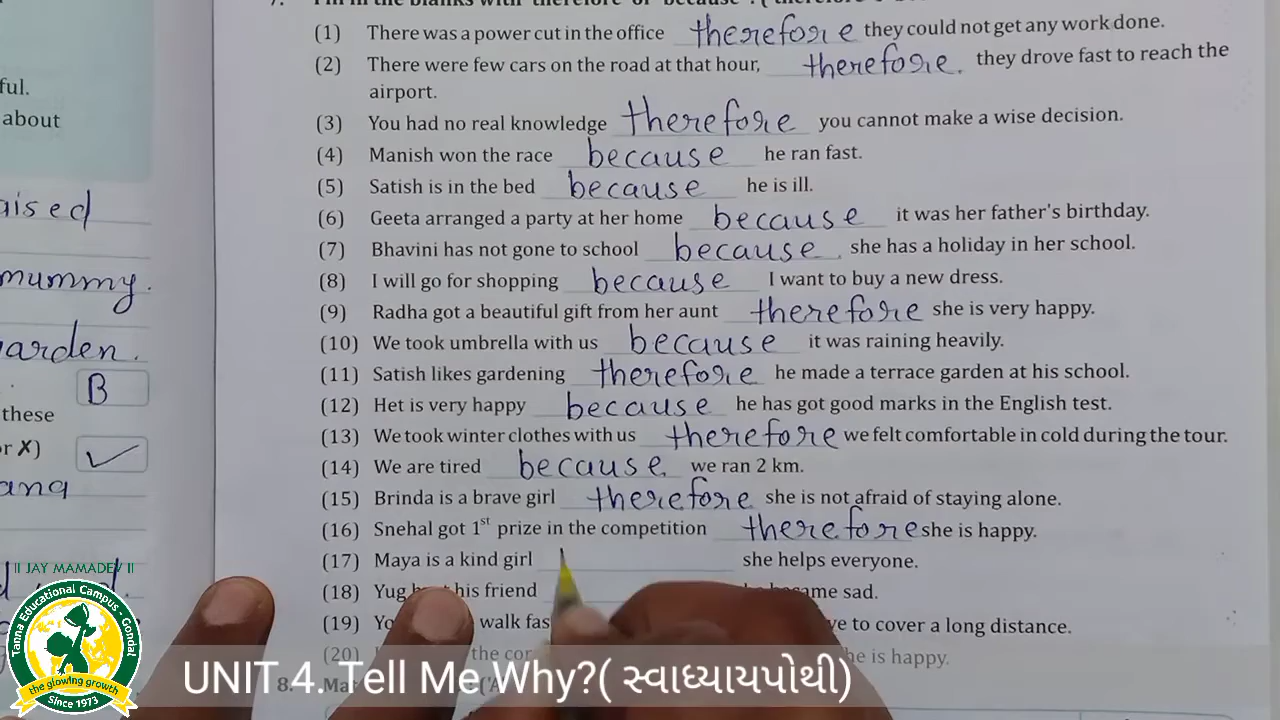 (1) There was a power cut in the office therefore they could not get any work done.
(2) There were few cars on the road at that hour, therefore. they drove fast to reach the
ful.
airport.
about
(3) You had no real knowledge therefore you cannot make a wise decision.
(4) Manish won the race because he ran fast.
(5) Satish is in the bed because he is ill.
aised
(6) Geeta arranged a party at her home because it was her father's birthday.
(7) Bhavini has not gone to school because. she has a holiday in her school.
mummy.
(8) I will go for shopping because I want to buy a new dress.
(9) Radha got a beautiful gift from her aunt therefore she is very happy.
arden.
(10) We took umbrella with us because it was raining heavily.
(11) Satish likes gardening therefore he made a terrace garden at his school.
B
(12) Het is very happy because he has got good marks in the English test.
these
(13) We took winter clothes with us therefore we felt comfortable in cold during the tour.
r X)
(14) We are tired because. we ran 2 km.
(15) Brinda is a brave girl therefore she is not afraid of staying alone.
(16) Snehal got 1st prize in the competition therefore she is happy.
(17) Maya is a kind girl she helps everyone.
(18) Yug his friend sad.
(19) walk to cover a long distance.
(20) the he is happy.
8.
II JAY MAMADEV II
Tanna Educational Campus - Gondal
the glowing growth
Since 1973
UNIT 4. Tell Me Why?( સ્વાધ્યાયપોથી)